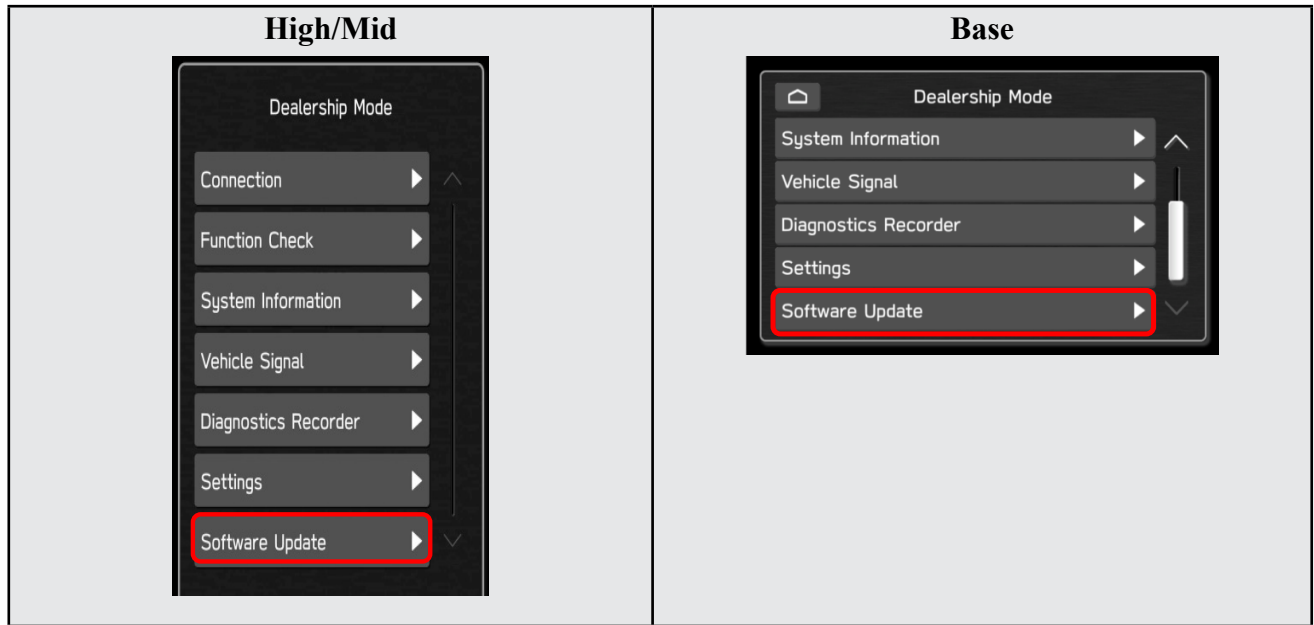 High/Mid
Dealership Mode
Connection
Function Check
System Information
Vehicle Signal
Diagnostics Recorder
Settings
Software Update
Base
Dealership Mode
System Information
Vehicle Signal
Diagnostics Recorder
Settings
Software Update